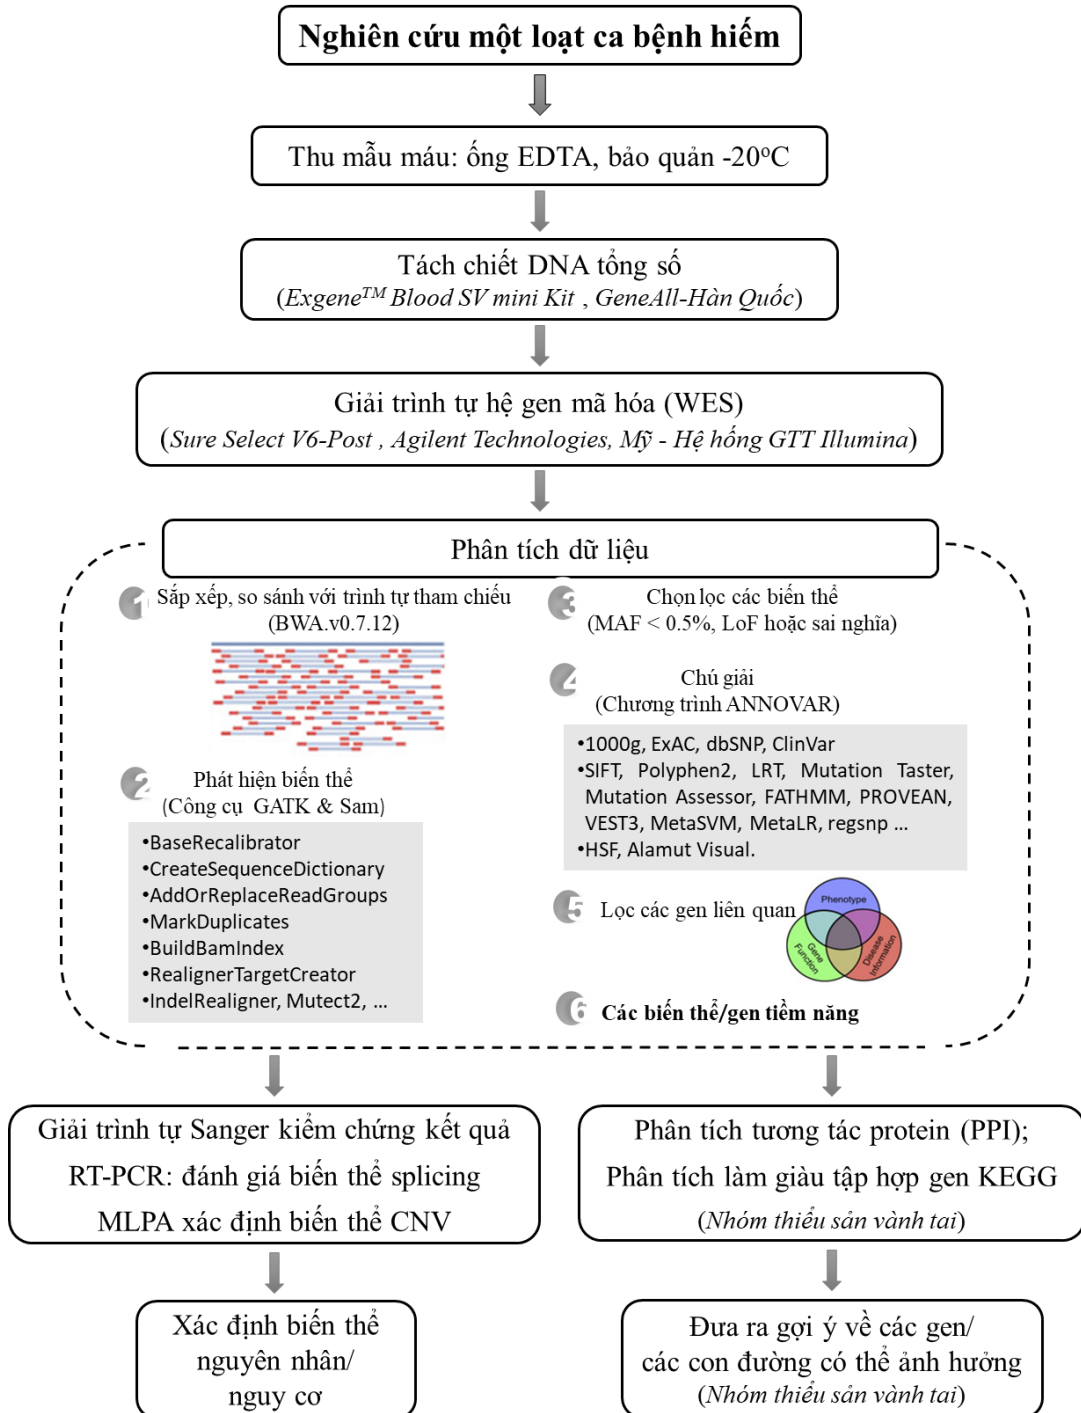 Nghiên cứu một loạt ca bệnh hiếm
Thu mẫu máu: ống EDTA, bảo quản -20ºC
Tách chiết DNA tổng số
(Exgene™ Blood SV mini Kit , GeneAll-Hàn Quốc)
Giải trình tự hệ gen mã hóa (WES)
(Sure Select V6-Post , Agilent Technologies, Mỹ - Hệ hống GTT Illumina)
Phân tích dữ liệu
1 Sắp xếp, so sánh với trình tự tham chiếu
(BWA.v0.7.12)
2 Phát hiện biến thể
(Công cụ GATK & Sam)
•BaseRecalibrator
•CreateSequenceDictionary
•AddOrReplaceReadGroups
•MarkDuplicates
•BuildBamIndex
•RealignerTargetCreator
•IndelRealigner, Mutect2, ...
3 Chọn lọc các biến thể
(MAF < 0.5%, LoF hoặc sai nghĩa)
4 Chú giải
(Chương trình ANNOVAR)
•1000g, ExAC, dbSNP, ClinVar
•SIFT, Polyphen2, LRT, Mutation Taster,
Mutation Assessor, FATHMM, PROVEAN,
VEST3, MetaSVM, MetaLR, regsnp ...
•HSF, Alamut Visual.
5 Lọc các gen liên quan
Phenotype
Gene
Function
Disease
Information
6 Các biến thể/gen tiềm năng
Giải trình tự Sanger kiểm chứng kết quả
RT-PCR: đánh giá biến thể splicing
MLPA xác định biến thể CNV
Phân tích tương tác protein (PPI);
Phân tích làm giàu tập hợp gen KEGG
(Nhóm thiểu sản vành tai)
Xác định biến thể
nguyên nhân/
nguy cơ
Đưa ra gợi ý về các gen/
các con đường có thể ảnh hưởng
(Nhóm thiểu sản vành tai)